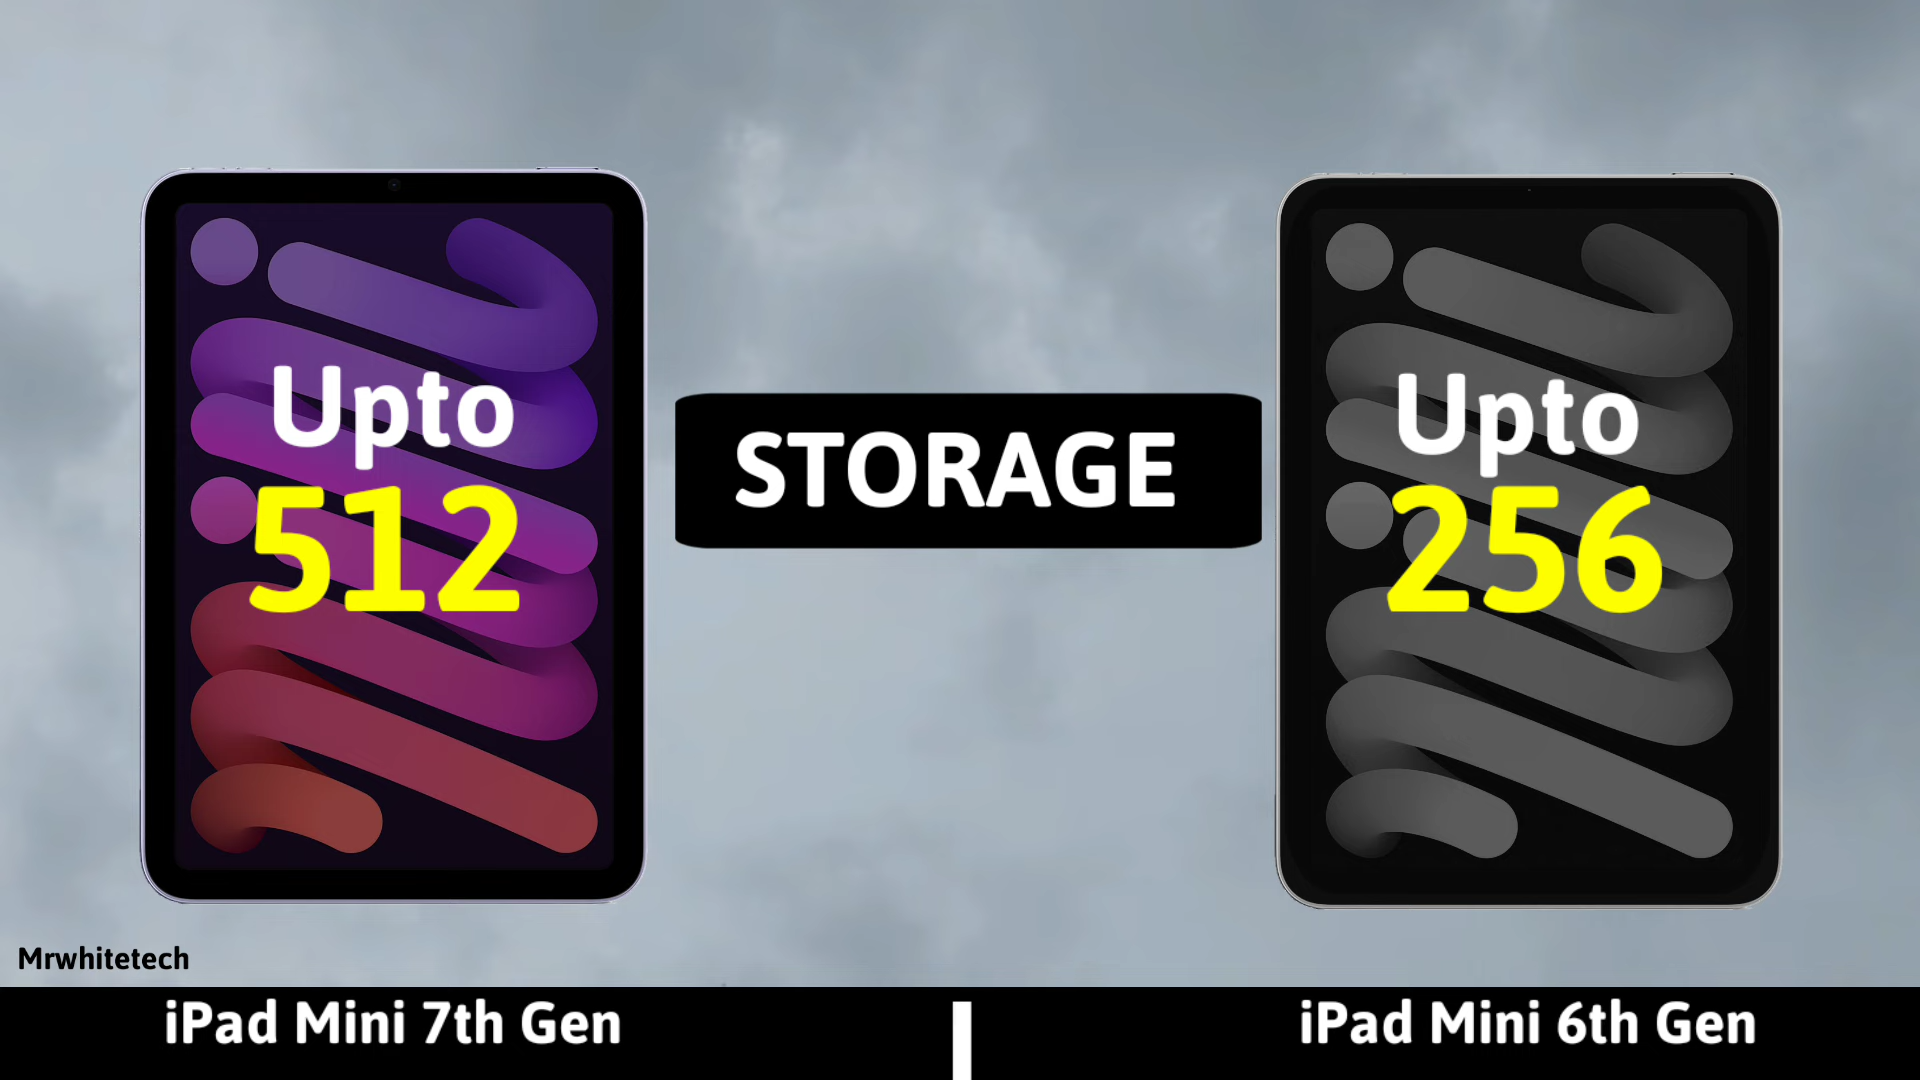 Upto
512
STORAGE
Upto
256
Mrwhitetech
iPad Mini 7th Gen
iPad Mini 6th Gen